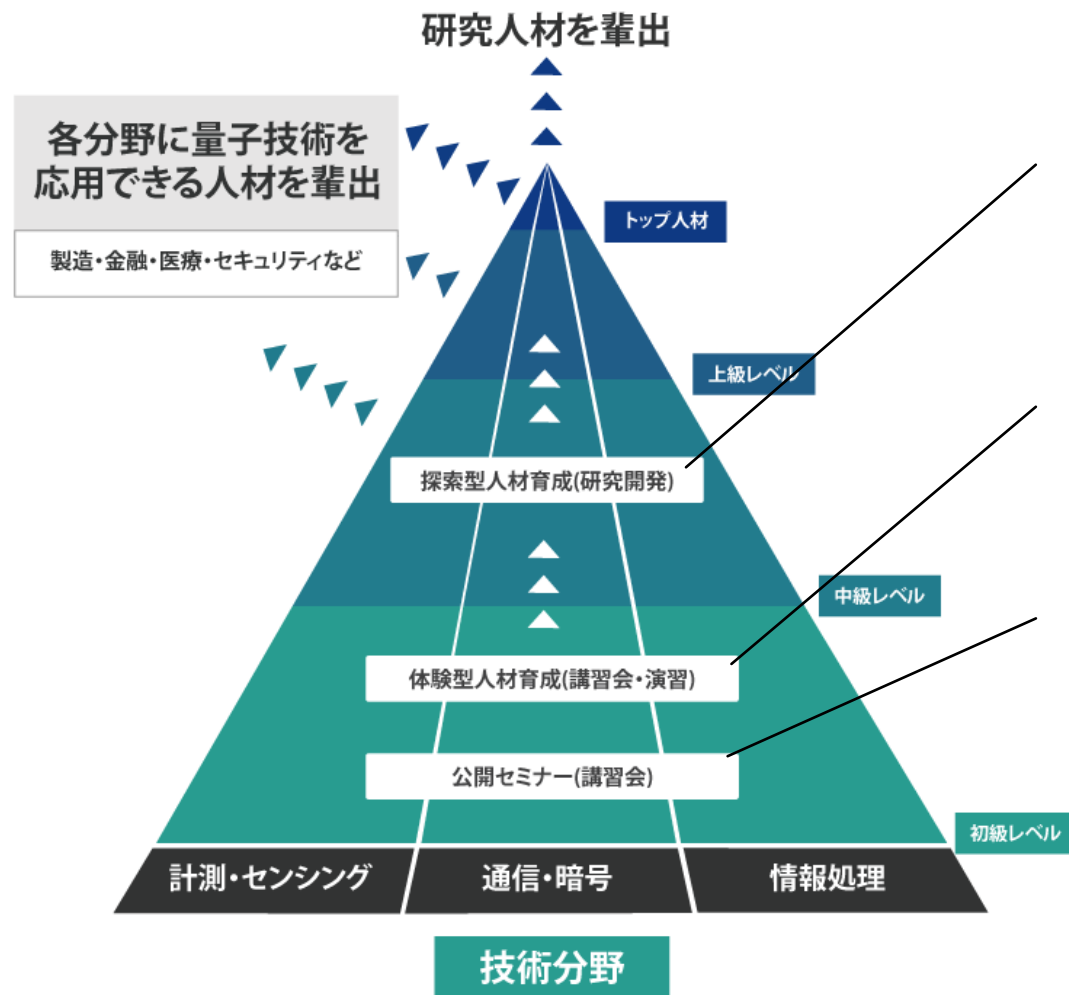 研究人材を輩出
各分野に量子技術を
応用できる人材を輩出
製造・金融・医療・セキュリティなど
トップ人材
上級レベル
探索型人材育成(研究開発)
中級レベル
体験型人材育成(講習会・演習)
公開セミナー(講習会)
初級レベル
計測・センシング
通信・暗号
情報処理
技術分野